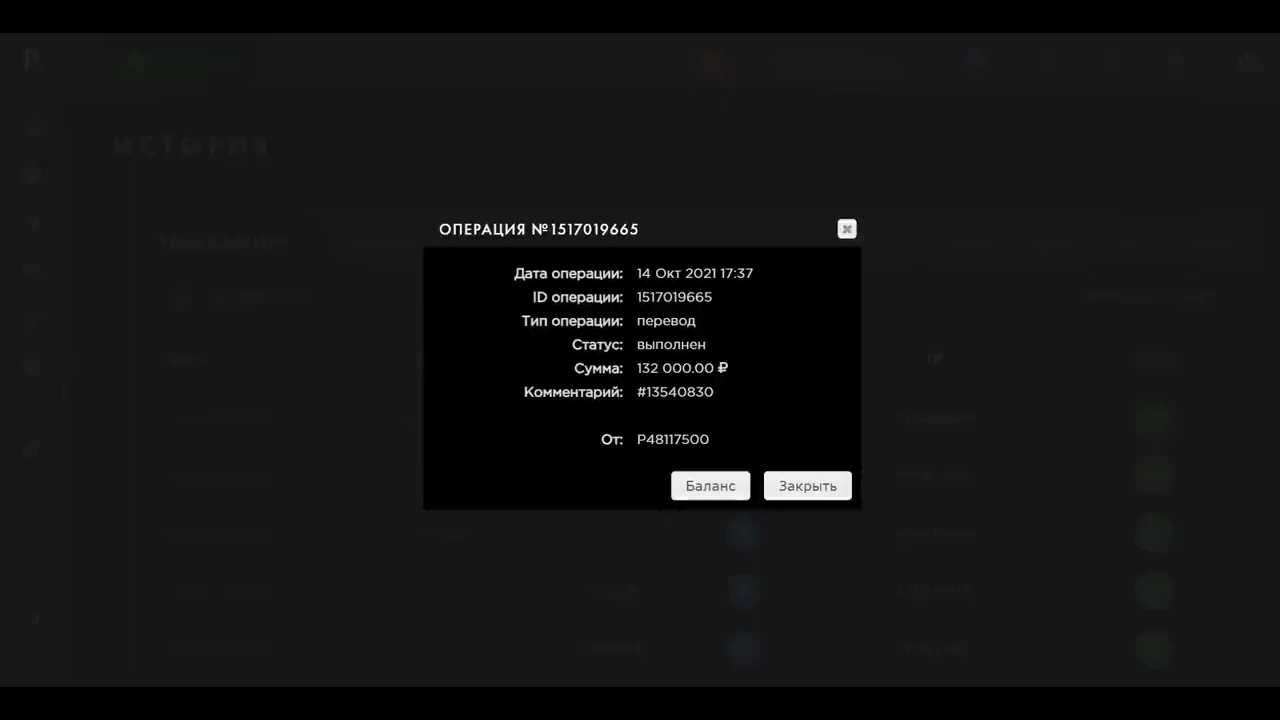 ИСТОРИЯ
ОПЕРАЦИЯ №1517019665
Дата операции: 14 Окт 2021 17:37
ID операции: 1517019665
Тип операции: перевод
Статус: выполнен
Сумма: 132 000.00 ₽
Комментарий: #13540830
От: P48117500
Баланс Закрыть